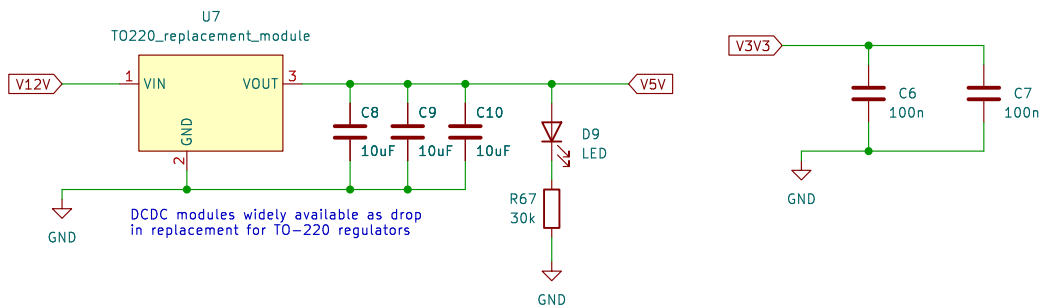 U7
TO220_replacement_module
V12V
1
VIN
VOUT
3
V5V
GND
2
C8
10uF
C9
10uF
C10
10uF
D9
LED
R67
30k
GND
GND
DCDC modules widely available as drop
in replacement for TO-220 regulators
V3V3
C6
100n
C7
100n
GND